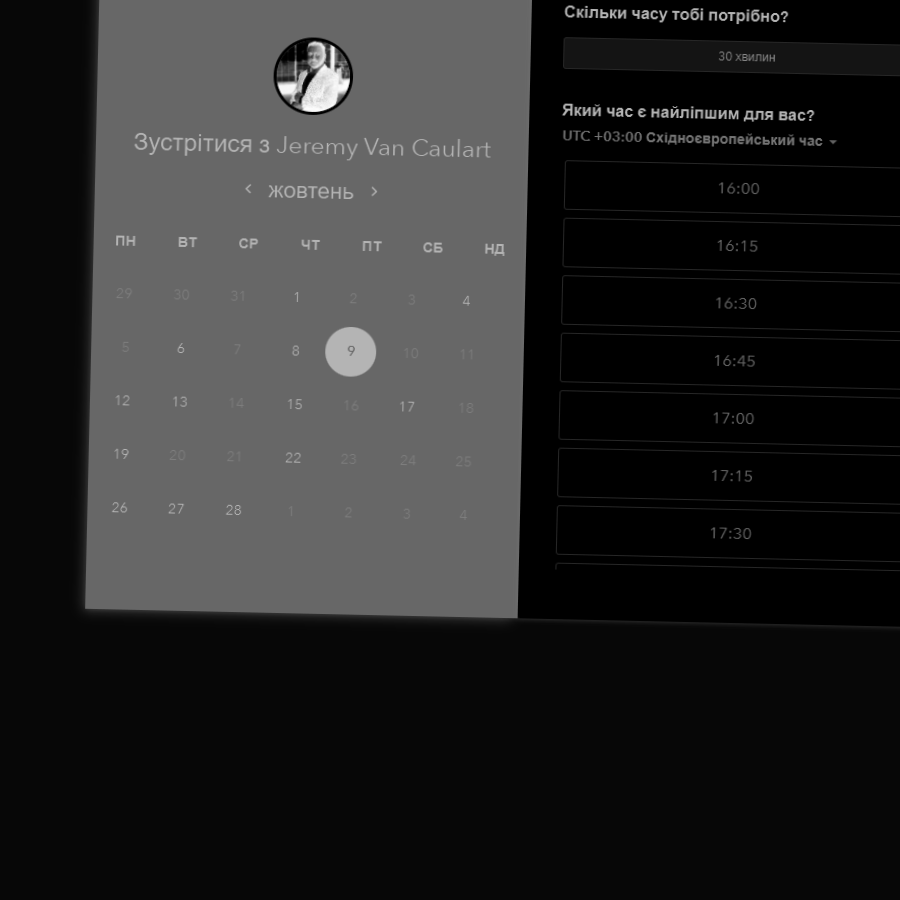 Зустрітися з Jeremy Van Caulart
‹ жовтень ›
ПН ВТ СР ЧТ ПТ СБ НД
29 30 31 1 2 3 4
5 6 7 8 9 10 11
12 13 14 15 16 17 18
19 20 21 22 23 24 25
26 27 28 1 2 3 4
Скільки часу тобі потрібно?
30 хвилин
Який час є найліпшим для вас?
UTC +03:00 Східноєвропейський час
16:00
16:15
16:30
16:45
17:00
17:15
17:30